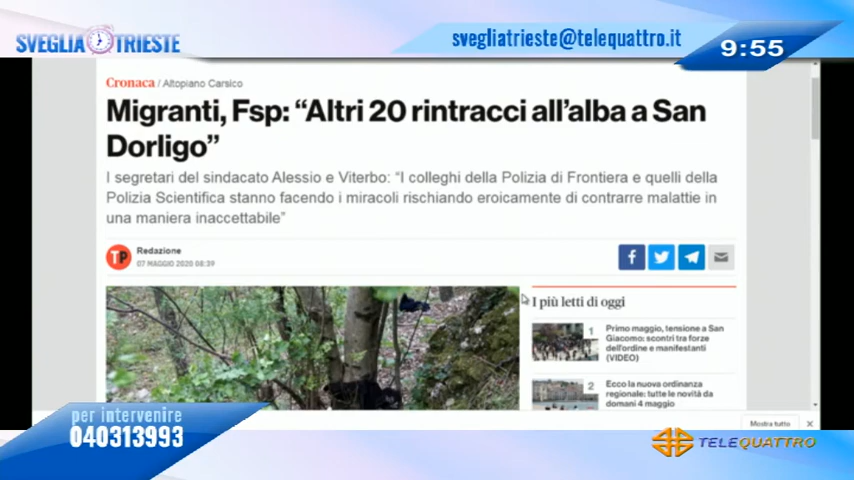 SVEGLIA TRIESTE
svegliatrieste@telequattro.it
9:55
Cronaca / Altopiano Carsico
Migranti, Fsp: “Altri 20 rintracci all’alba a San
Dorligo”
I segretari del sindacato Alessio e Viterbo: “I colleghi della Polizia di Frontiera e quelli della
Polizia Scientifica stanno facendo i miracoli rischiando eroicamente di contrarre malattie in
una maniera inaccettabile”
TP
Redazione
07 MAGGIO 2020 08:39
I più letti di oggi
1
Primo maggio, tensione a San
Giacomo: scontri tra forze
dell'ordine e manifestanti
(VIDEO)
2
Ecco la nuova ordinanza
regionale: tutte le novità da
domani 4 maggio
Mostra tutto
per intervenire
040313993
TELEQUATTRO